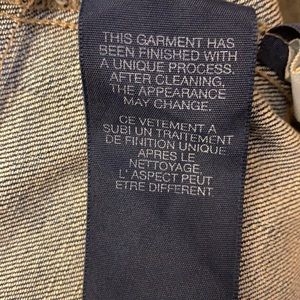 THIS GARMENT HAS
BEEN FINISHED WITH
A UNIQUE PROCESS.
AFTER CLEANING,
THE APPEARANCE
MAY CHANGE.
CE VETEMENT A
SUBI UN TRAITEMENT
DE FINITION UNIQUE
APRES LE
NETTOYAGE,
L' ASPECT PEUT
ETRE DIFFERENT